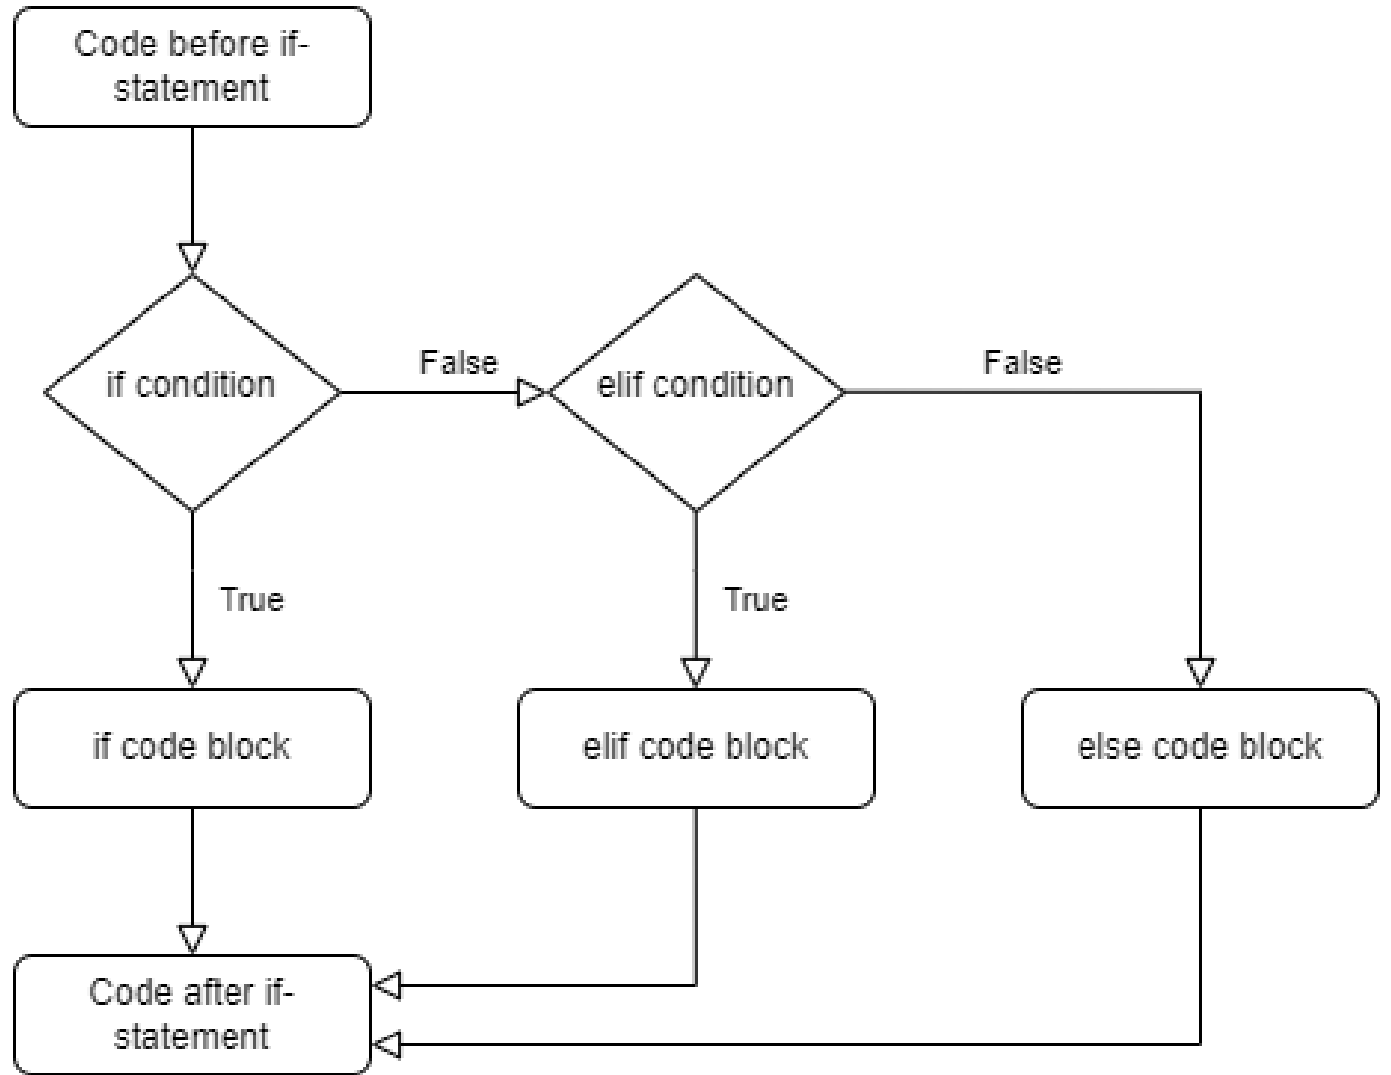 Code before if-
statement
if condition
False
elif condition
False
True
True
if code block
elif code block
else code block
Code after if-
statement